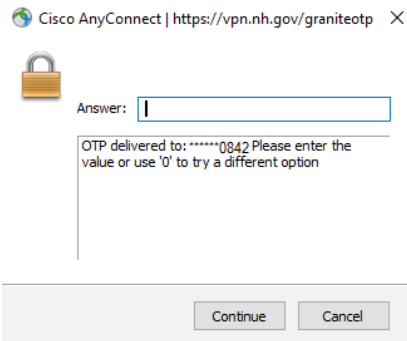 Cisco AnyConnect | https://vpn.nh.gov/graniteotp
Answer:
OTP delivered to: ******0842 Please enter the
value or use '0' to try a different option
Continue
Cancel